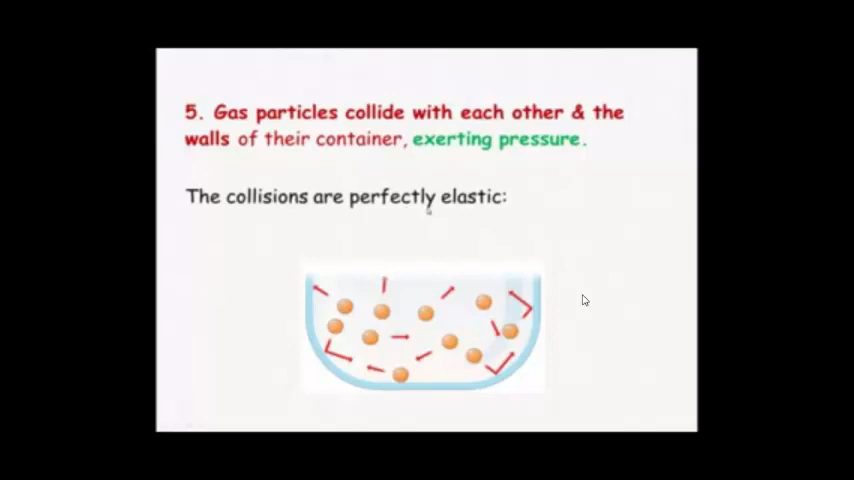 5. Gas particles collide with each other & the
walls of their container, exerting pressure.
The collisions are perfectly elastic: